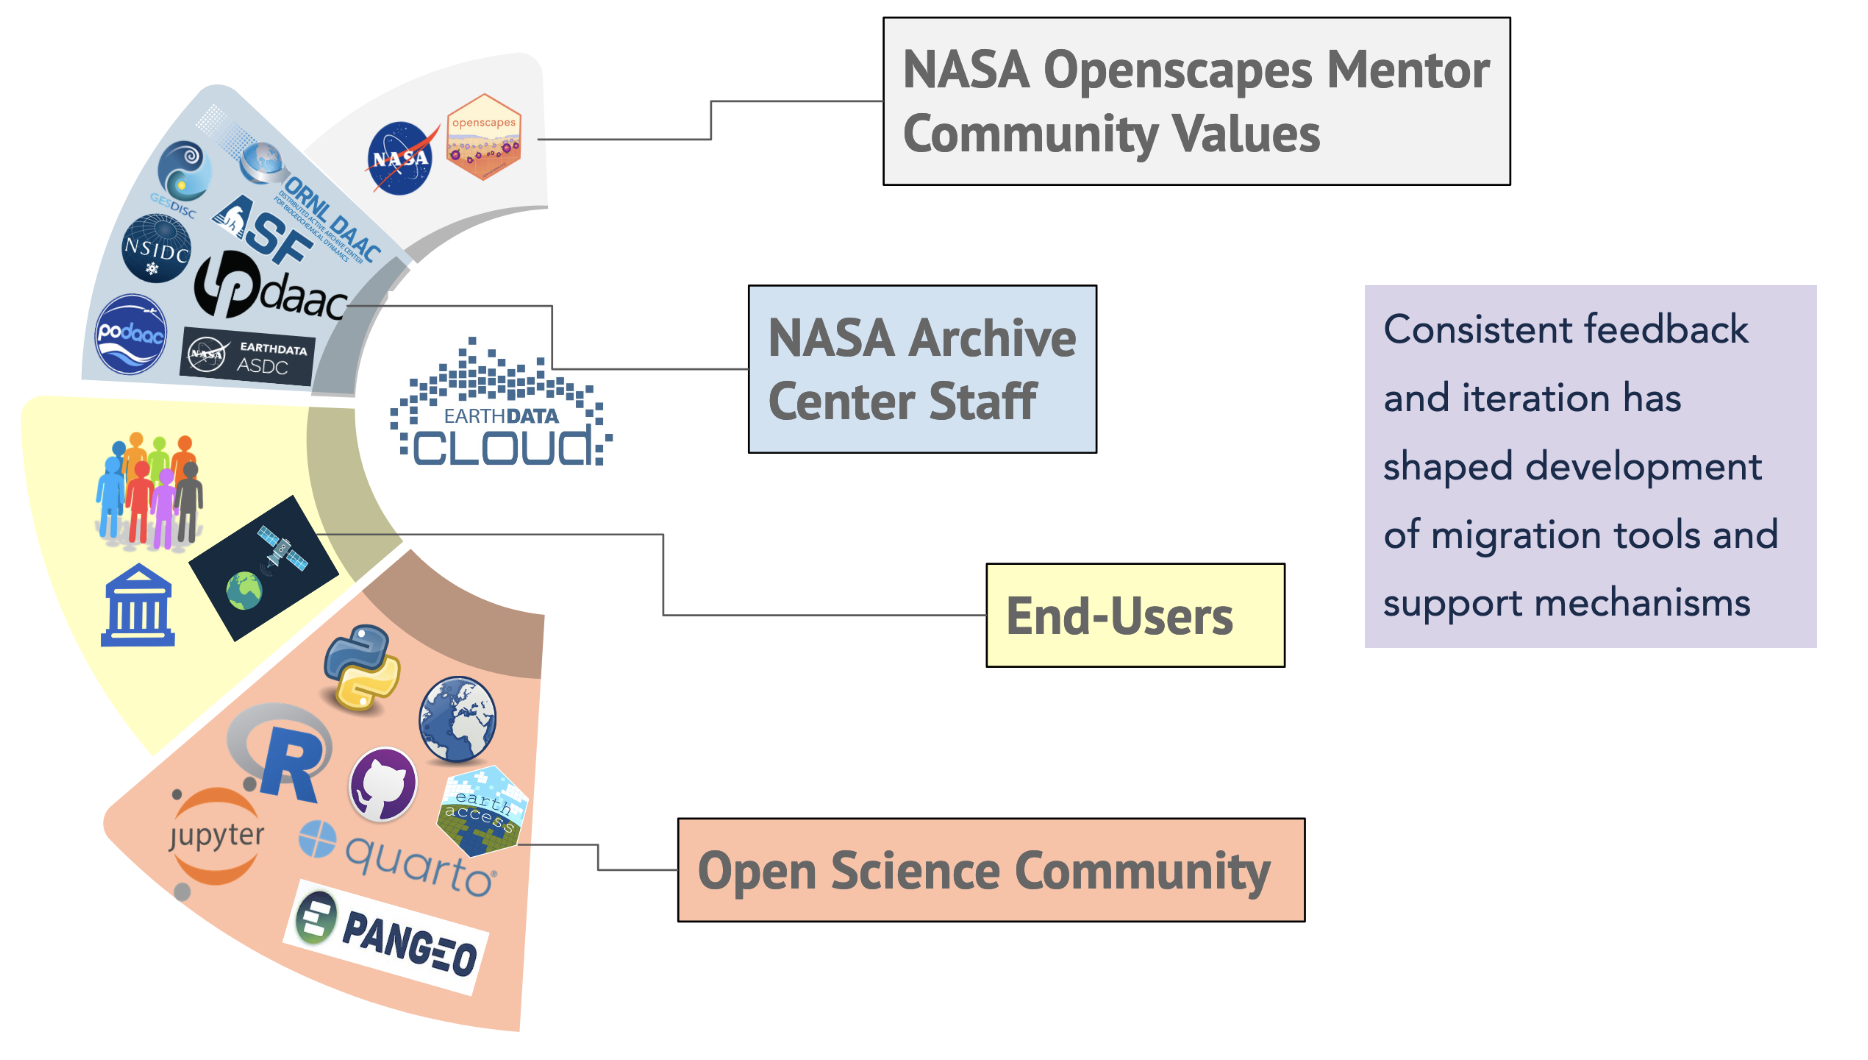 NASA Openscapes Mentor
Community Values
openscapes
NASA
ORNL DAAC
DISTRIBUTED ACTIVE ARCHIVE CENTER
FOR BIOGEOCHEMICAL DYNAMICS
GES DISC
ASF
NSIDC
lpdaac
podaac
NASA
EARTHDATA
ASDC
NASA Archive
Center Staff
EARTHDATA
CLOUD
Consistent feedback
and iteration has
shaped development
of migration tools and
support mechanisms
End-Users
R
earth
access
jupyter
quarto®
PANGEO
Open Science Community